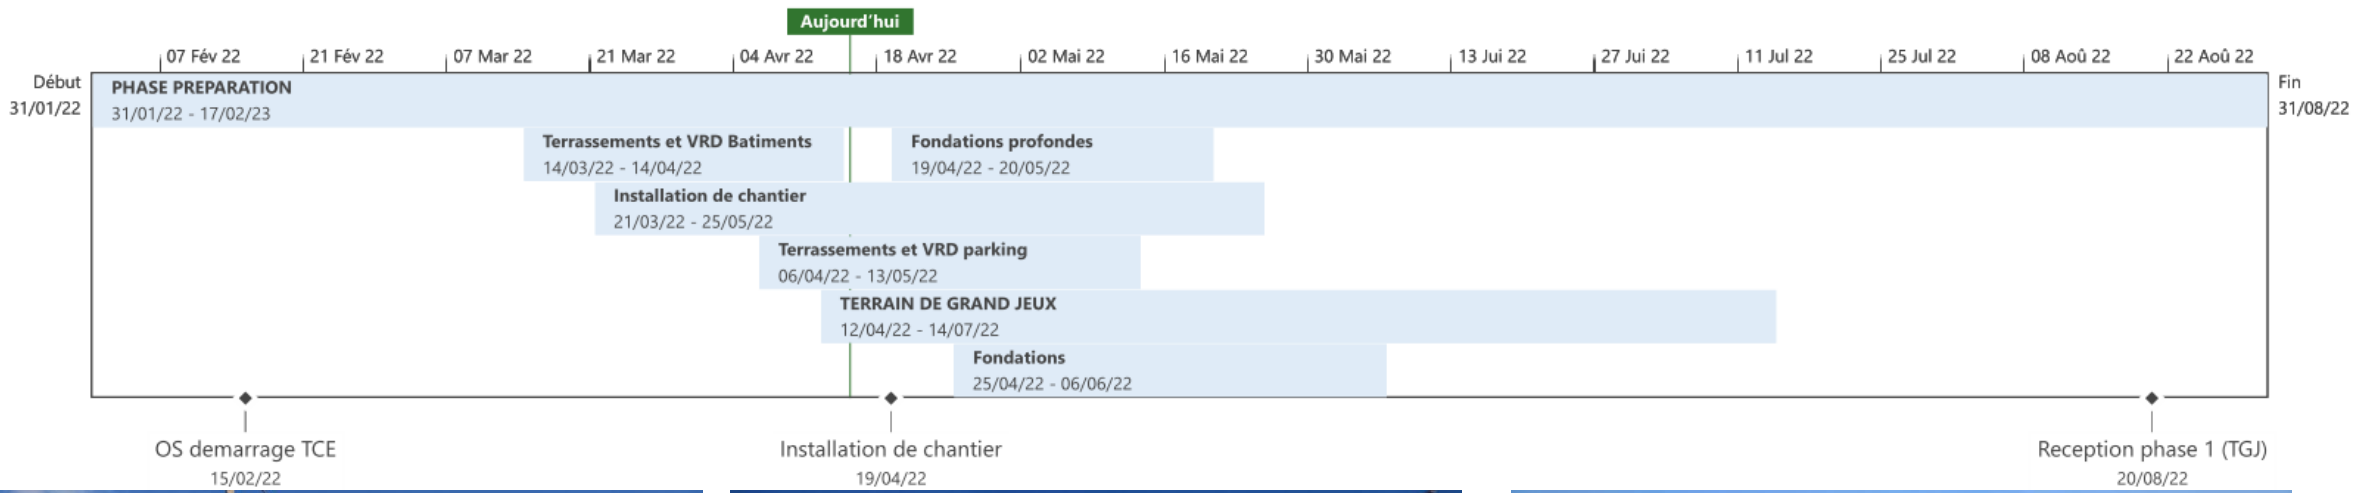 Aujourd'hui
07 Fév 22 21 Fév 22 07 Mar 22 21 Mar 22 04 Avr 22 18 Avr 22 02 Mai 22 16 Mai 22 30 Mai 22 13 Jui 22 27 Jui 22 11 Jul 22 25 Jul 22 08 Aoû 22 22 Aoû 22
Début
31/01/22
PHASE PREPARATION
31/01/22 - 17/02/23
Fin
31/08/22
Terrassements et VRD Batiments
14/03/22 - 14/04/22
Fondations profondes
19/04/22 - 20/05/22
Installation de chantier
21/03/22 - 25/05/22
Terrassements et VRD parking
06/04/22 - 13/05/22
TERRAIN DE GRAND JEUX
12/04/22 - 14/07/22
Fondations
25/04/22 - 06/06/22
OS demarrage TCE
15/02/22
Installation de chantier
19/04/22
Reception phase 1 (TGJ)
20/08/22